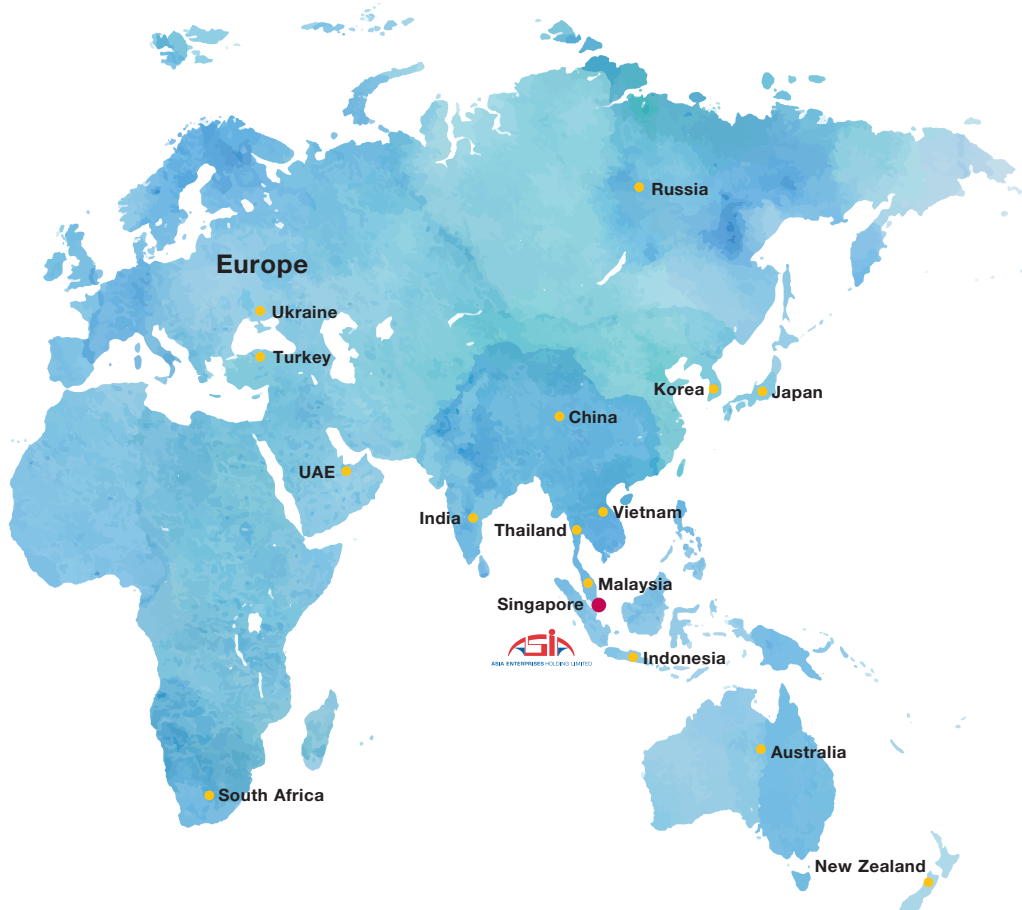 Russia
Europe
Ukraine
Turkey
Korea
Japan
China
UAE
India
Vietnam
Thailand
Malaysia
Singapore
ASIA
ASIA ENTERPRISES HOLDING LIMITED
Indonesia
Australia
South Africa
New Zealand